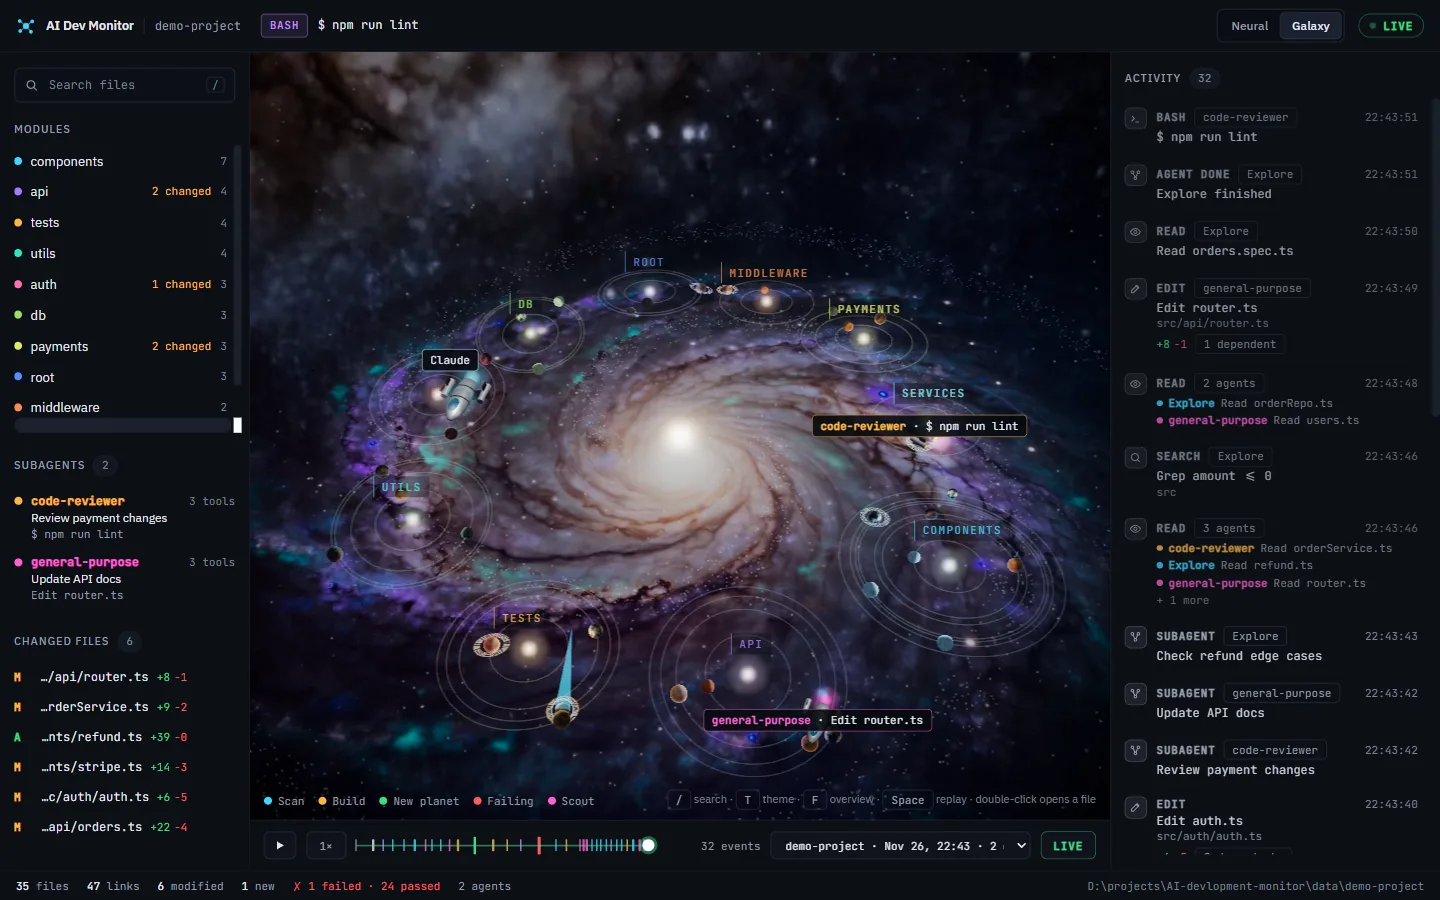 AI Dev Monitor demo-project BASH $ npm run lint Neural Galaxy LIVE
Search files /
MODULES
components 7
api 2 changed 4
tests 4
utils 4
auth 1 changed 3
db 3
payments 2 changed 3
root 3
middleware 2
SUBAGENTS 2
code-reviewer 3 tools
Review payment changes
$ npm run lint
general-purpose 3 tools
Update API docs
Edit router.ts
CHANGED FILES 6
M …/api/router.ts +8 -1
M …rderService.ts +9 -2
A …nts/refund.ts +39 -0
M …nts/stripe.ts +14 -3
M …c/auth/auth.ts +6 -5
M …api/orders.ts +22 -4
ROOT
MIDDLEWARE
DB
PAYMENTS
Claude
SERVICES
code-reviewer · $ npm run lint
UTILS
COMPONENTS
TESTS
API
general-purpose · Edit router.ts
Scan Build New planet Failing Scout
/ search · T theme · F overview · Space replay · double-click opens a file
1× 32 events demo-project · Nov 26, 22:43 · 2 LIVE
ACTIVITY 32
BASH code-reviewer 22:43:51
$ npm run lint
AGENT DONE Explore 22:43:51
Explore finished
READ Explore 22:43:50
Read orders.spec.ts
EDIT general-purpose 22:43:49
Edit router.ts
src/api/router.ts
+8 -1 1 dependent
READ 2 agents 22:43:48
Explore Read orderRepo.ts
general-purpose Read users.ts
SEARCH Explore 22:43:46
Grep amount <= 0
src
READ 3 agents 22:43:46
code-reviewer Read orderService.ts
Explore Read refund.ts
general-purpose Read router.ts
+ 1 more
SUBAGENT Explore 22:43:43
Check refund edge cases
SUBAGENT general-purpose 22:43:42
Update API docs
SUBAGENT code-reviewer 22:43:42
Review payment changes
EDIT 22:43:40
Edit auth.ts
src/auth/auth.ts
35 files 47 links 6 modified 1 new ✗ 1 failed · 24 passed 2 agents D:\projects\AI-devlopment-monitor\data\demo-project